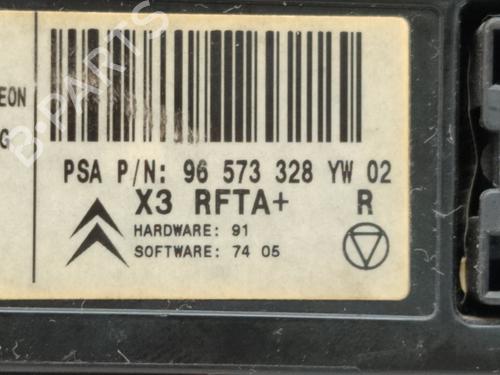 EON
G
PSA P/N: 96 573 328 YW 02
X3 RFTA+ R
HARDWARE: 91
SOFTWARE: 74 05
B-PARTS